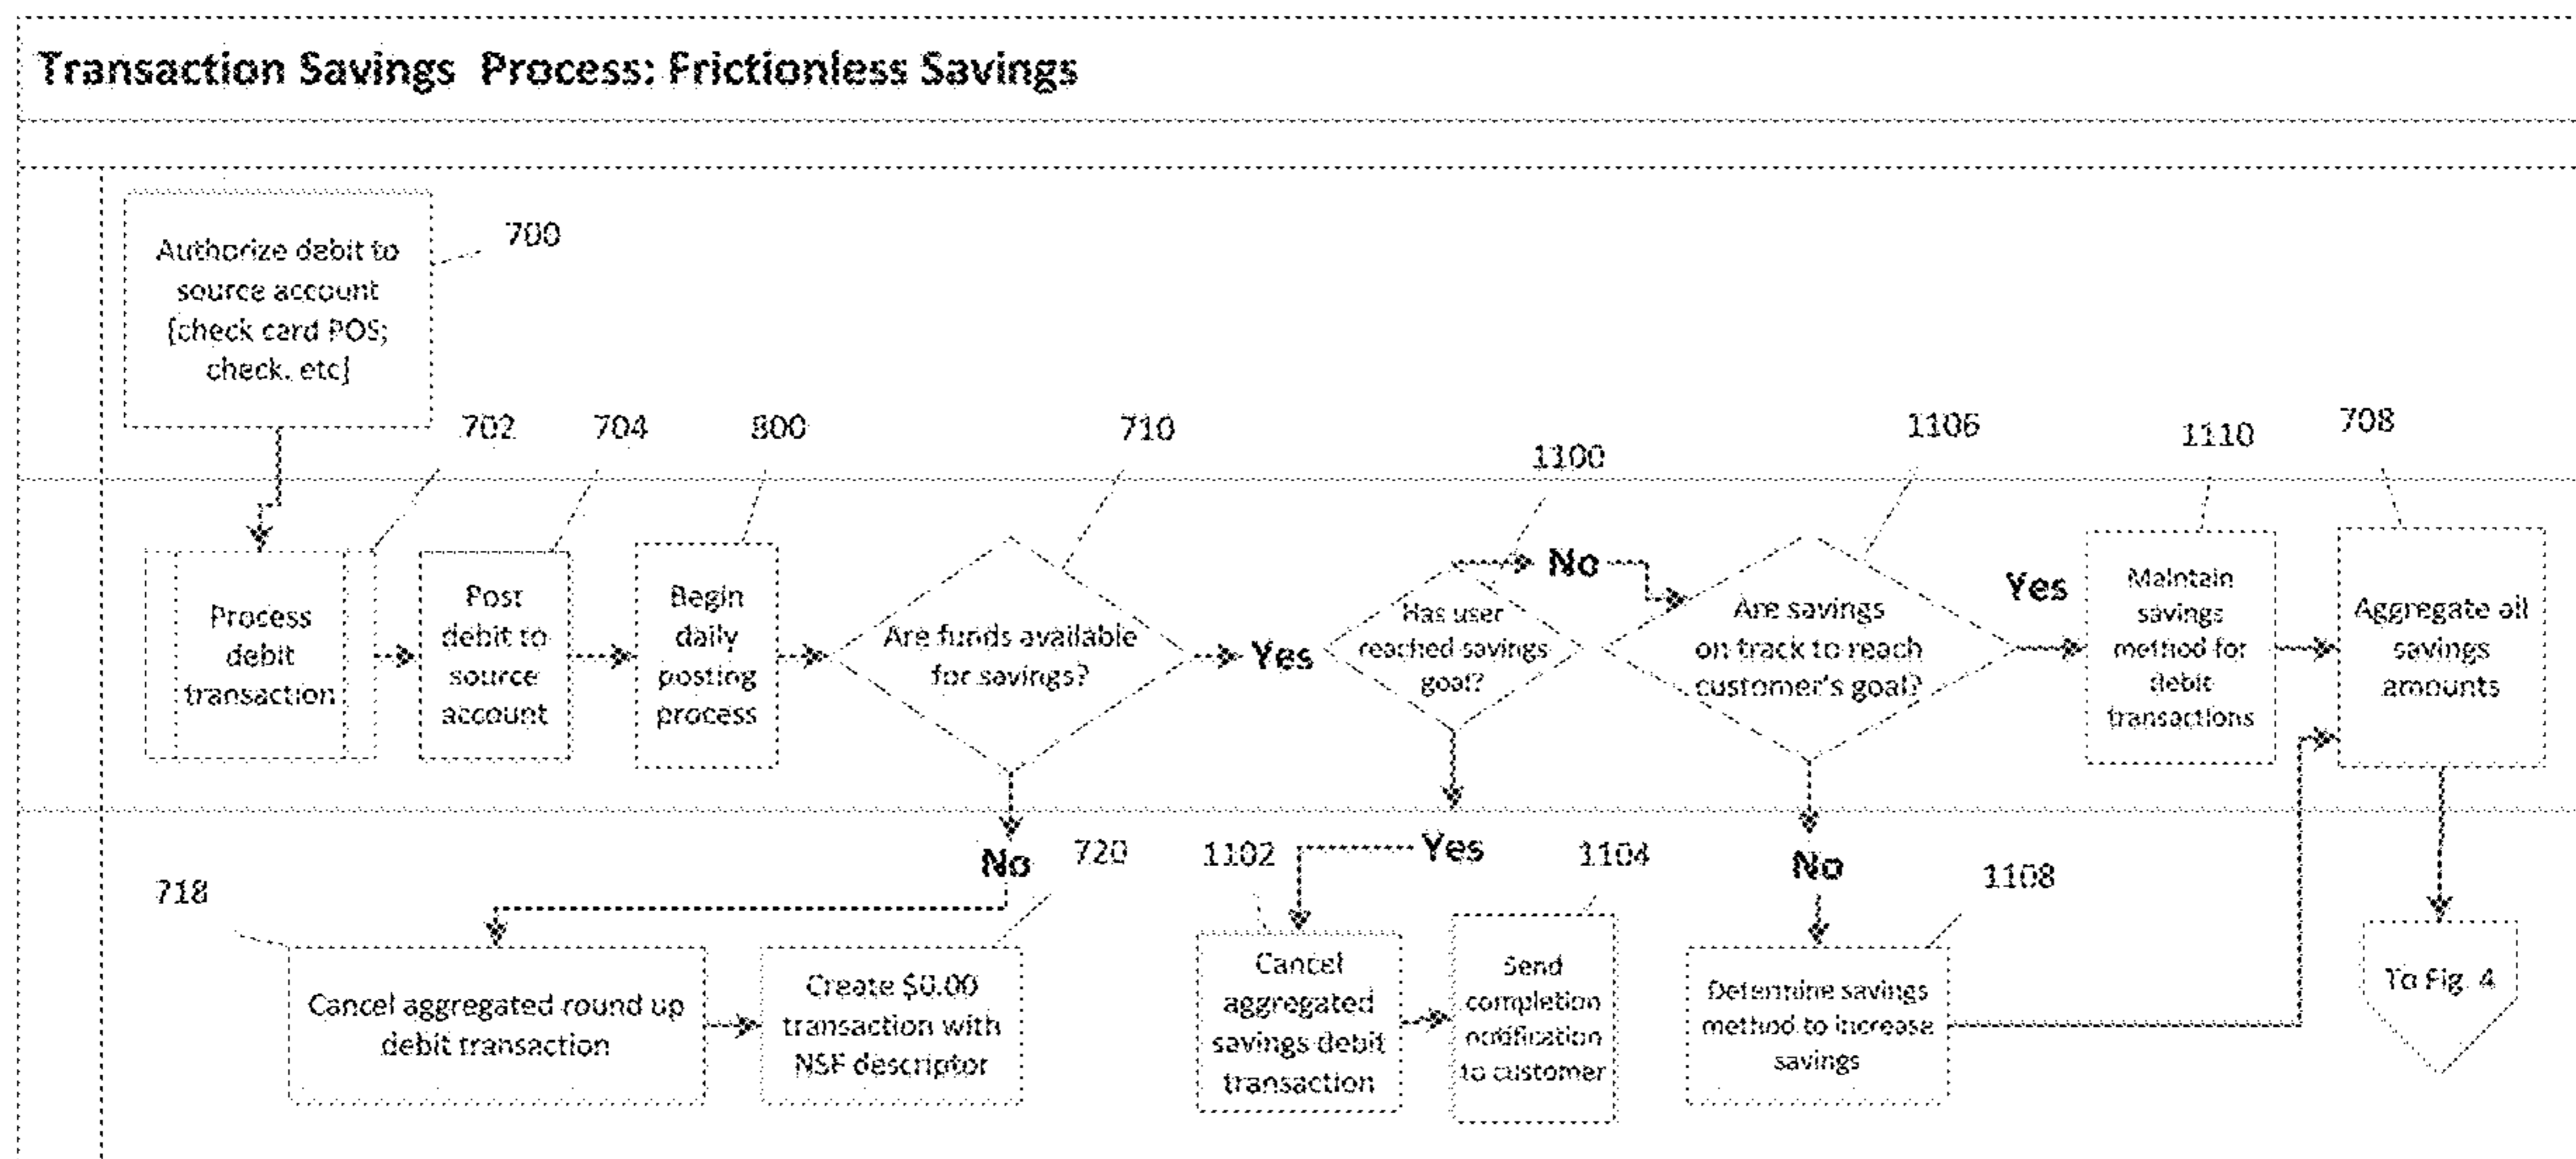 Transaction Savings Process: Frictionless Savings
Authorize debit to
source account
[check card POS;
check. etc]
700
702
704
800
710
1100
1106
1110
708
Process
debit
transaction
Post
debit to
source
account
Begin
daily
posting
process
Are funds available
for savings?
Yes
Has user
reached savings
goal?
No
Are savings
on track to reach
customer's goal?
Yes
Maintain
savings
method for
debit
transactions
Aggregate all
savings
amounts
No
Yes
No
718
720
1102
1104
1108
Cancel aggregated round up
debit transaction
Create $0.00
transaction with
NSF descriptor
Cancel
aggregated
savings debit
transaction
Send
completion
notification
to customer
Determine savings
method to increase
savings
To Fig. 4